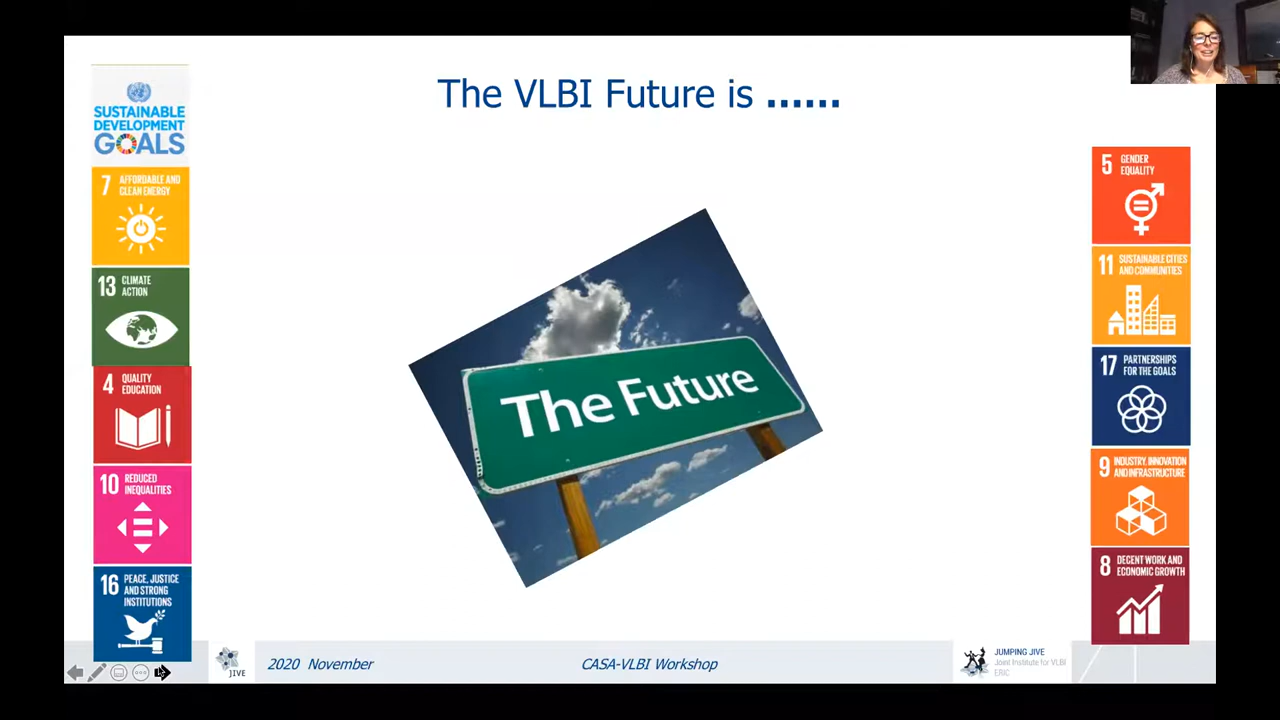 The VLBI Future is ......
SUSTAINABLE
DEVELOPMENT
GOALS
7 AFFORDABLE AND
CLEAN ENERGY
13 CLIMATE
ACTION
4 QUALITY
EDUCATION
10 REDUCED
INEQUALITIES
16 PEACE, JUSTICE
AND STRONG
INSTITUTIONS
The Future
5 GENDER
EQUALITY
11 SUSTAINABLE CITIES
AND COMMUNITIES
17 PARTNERSHIPS
FOR THE GOALS
9 INDUSTRY, INNOVATION
AND INFRASTRUCTURE
8 DECENT WORK AND
ECONOMIC GROWTH
JIVE
2020 November
CASA-VLBI Workshop
JUMPING JIVE
Joint Institute for VLBI
ERIC